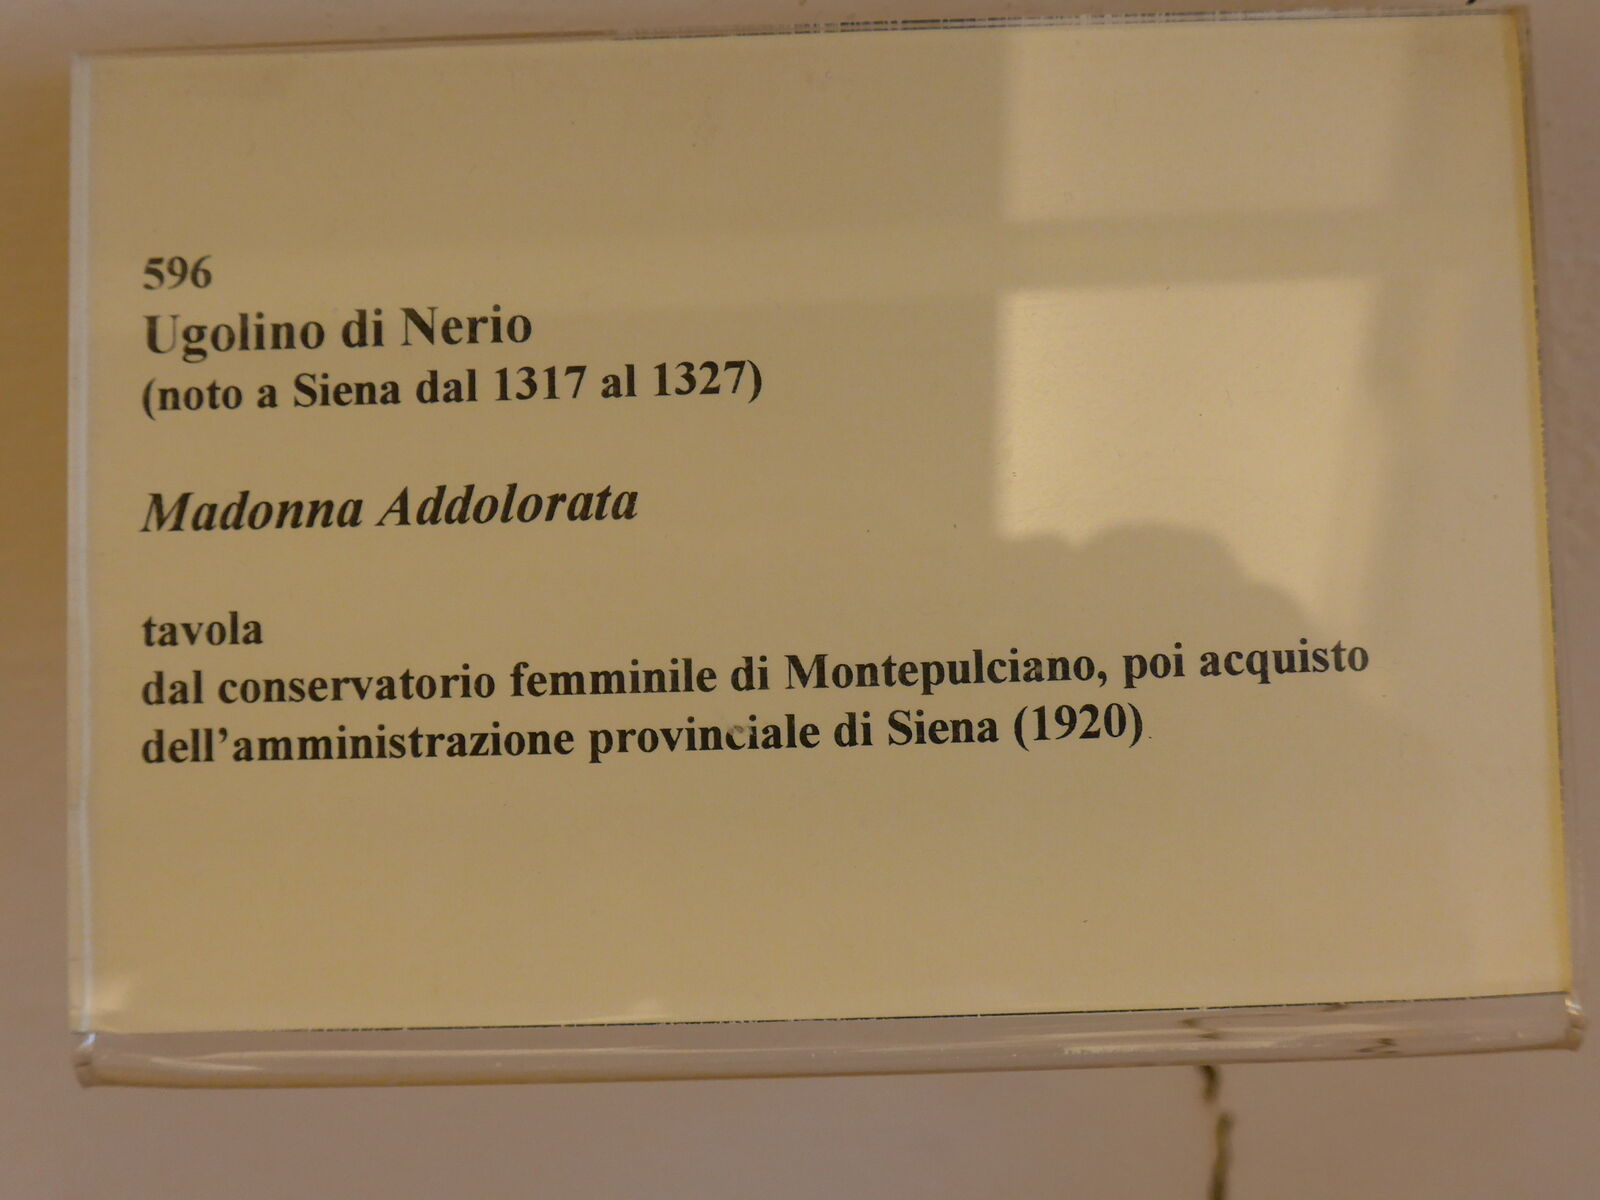 596
Ugolino di Nerio
(noto a Siena dal 1317 al 1327)
Madonna Addolorata
tavola
dal conservatorio femminile di Montepulciano, poi acquisto
dell’amministrazione provinciale di Siena (1920)